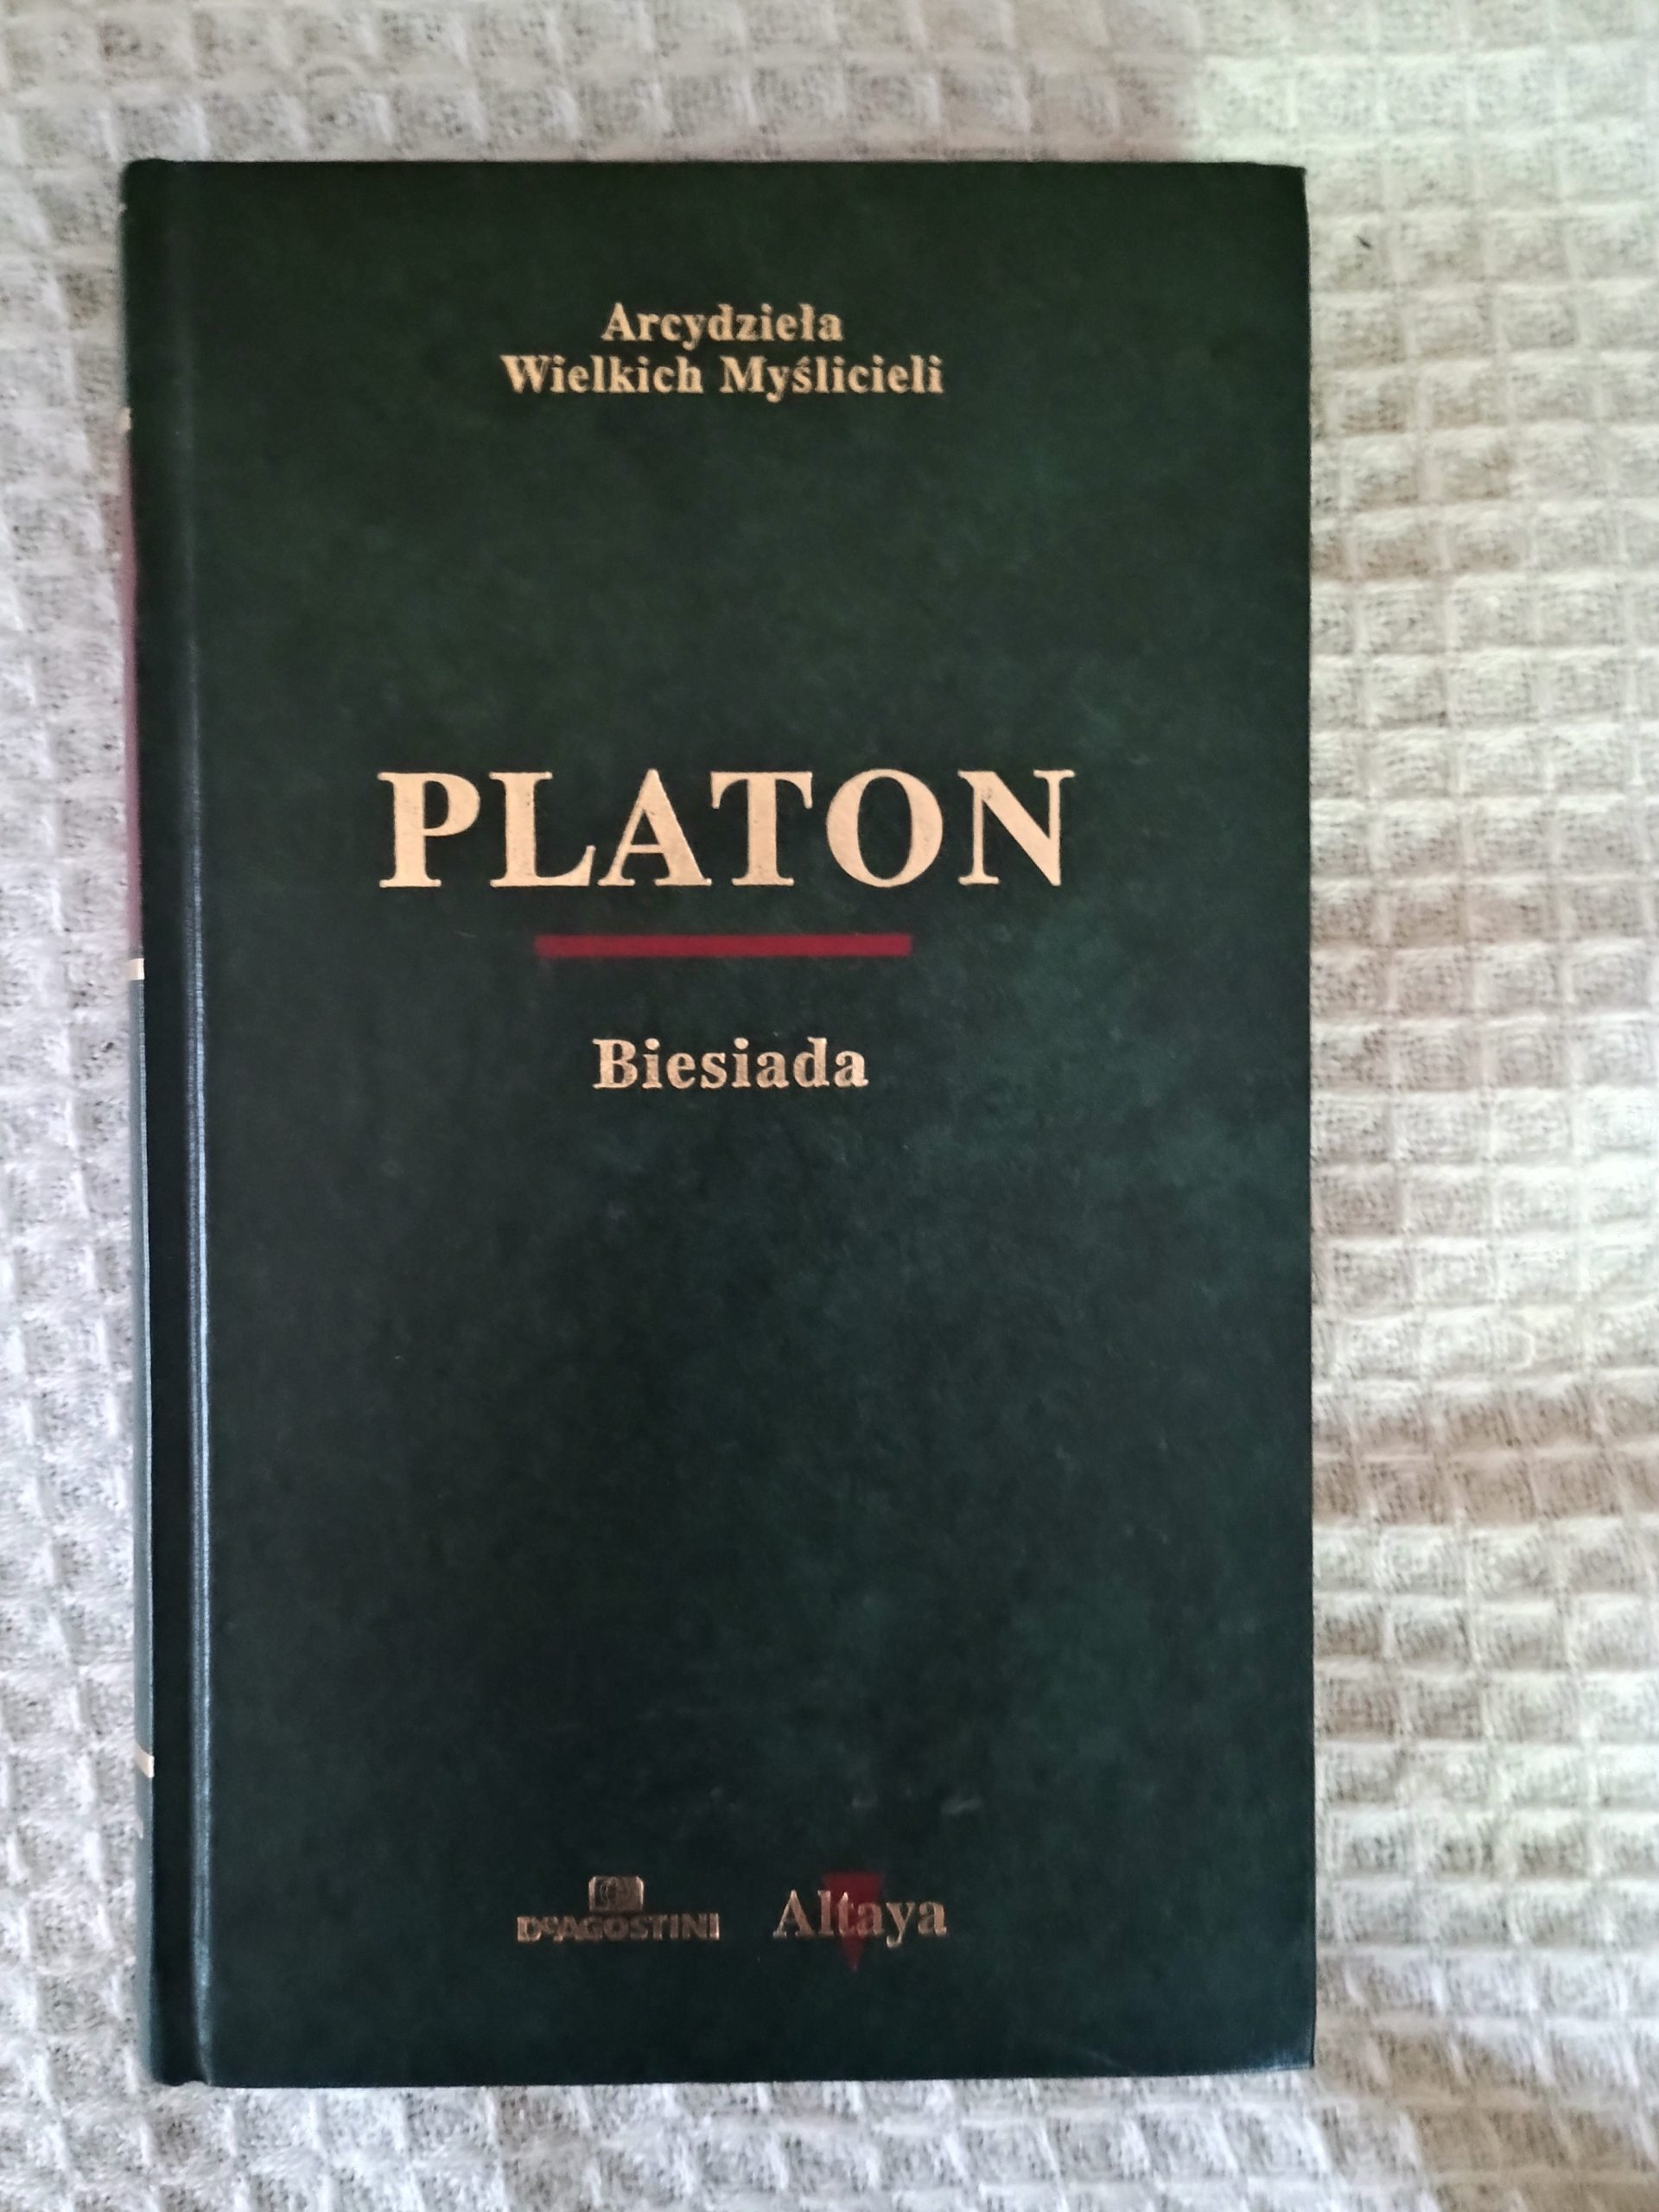 Arcydzieła
Wielkich Myślicieli
PLATON
Biesiada
DeAGOSTINI Altaya